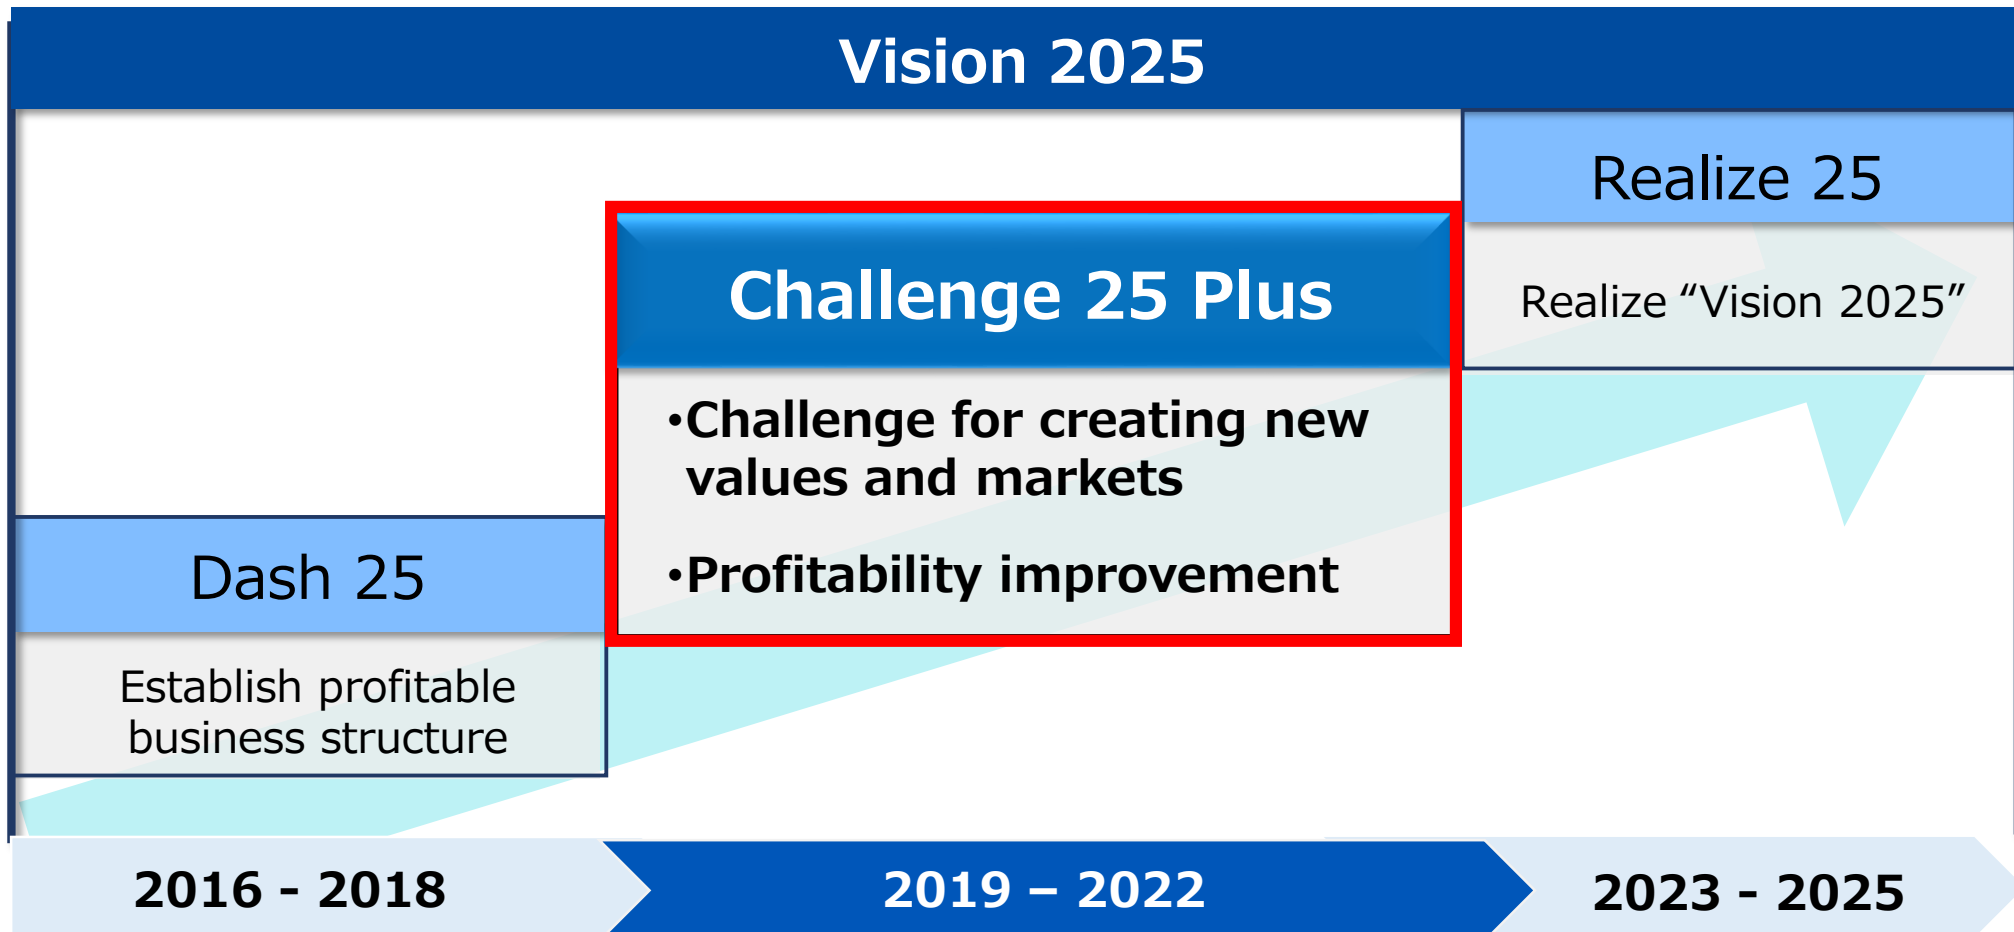 Vision 2025
Realize 25
Realize “Vision 2025”
Challenge 25 Plus
•Challenge for creating new
values and markets
•Profitability improvement
Dash 25
Establish profitable
business structure
2016 - 2018
2019 – 2022
2023 - 2025